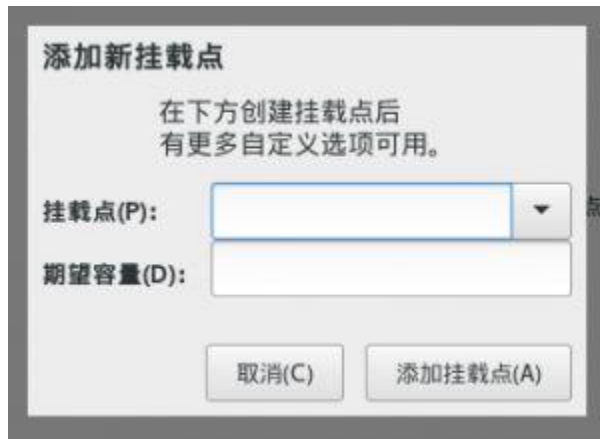 添加新挂载点
在下方创建挂载点后
有更多自定义选项可用。
挂载点(P):
点
期望容量(D):
取消(C)
添加挂载点(A)